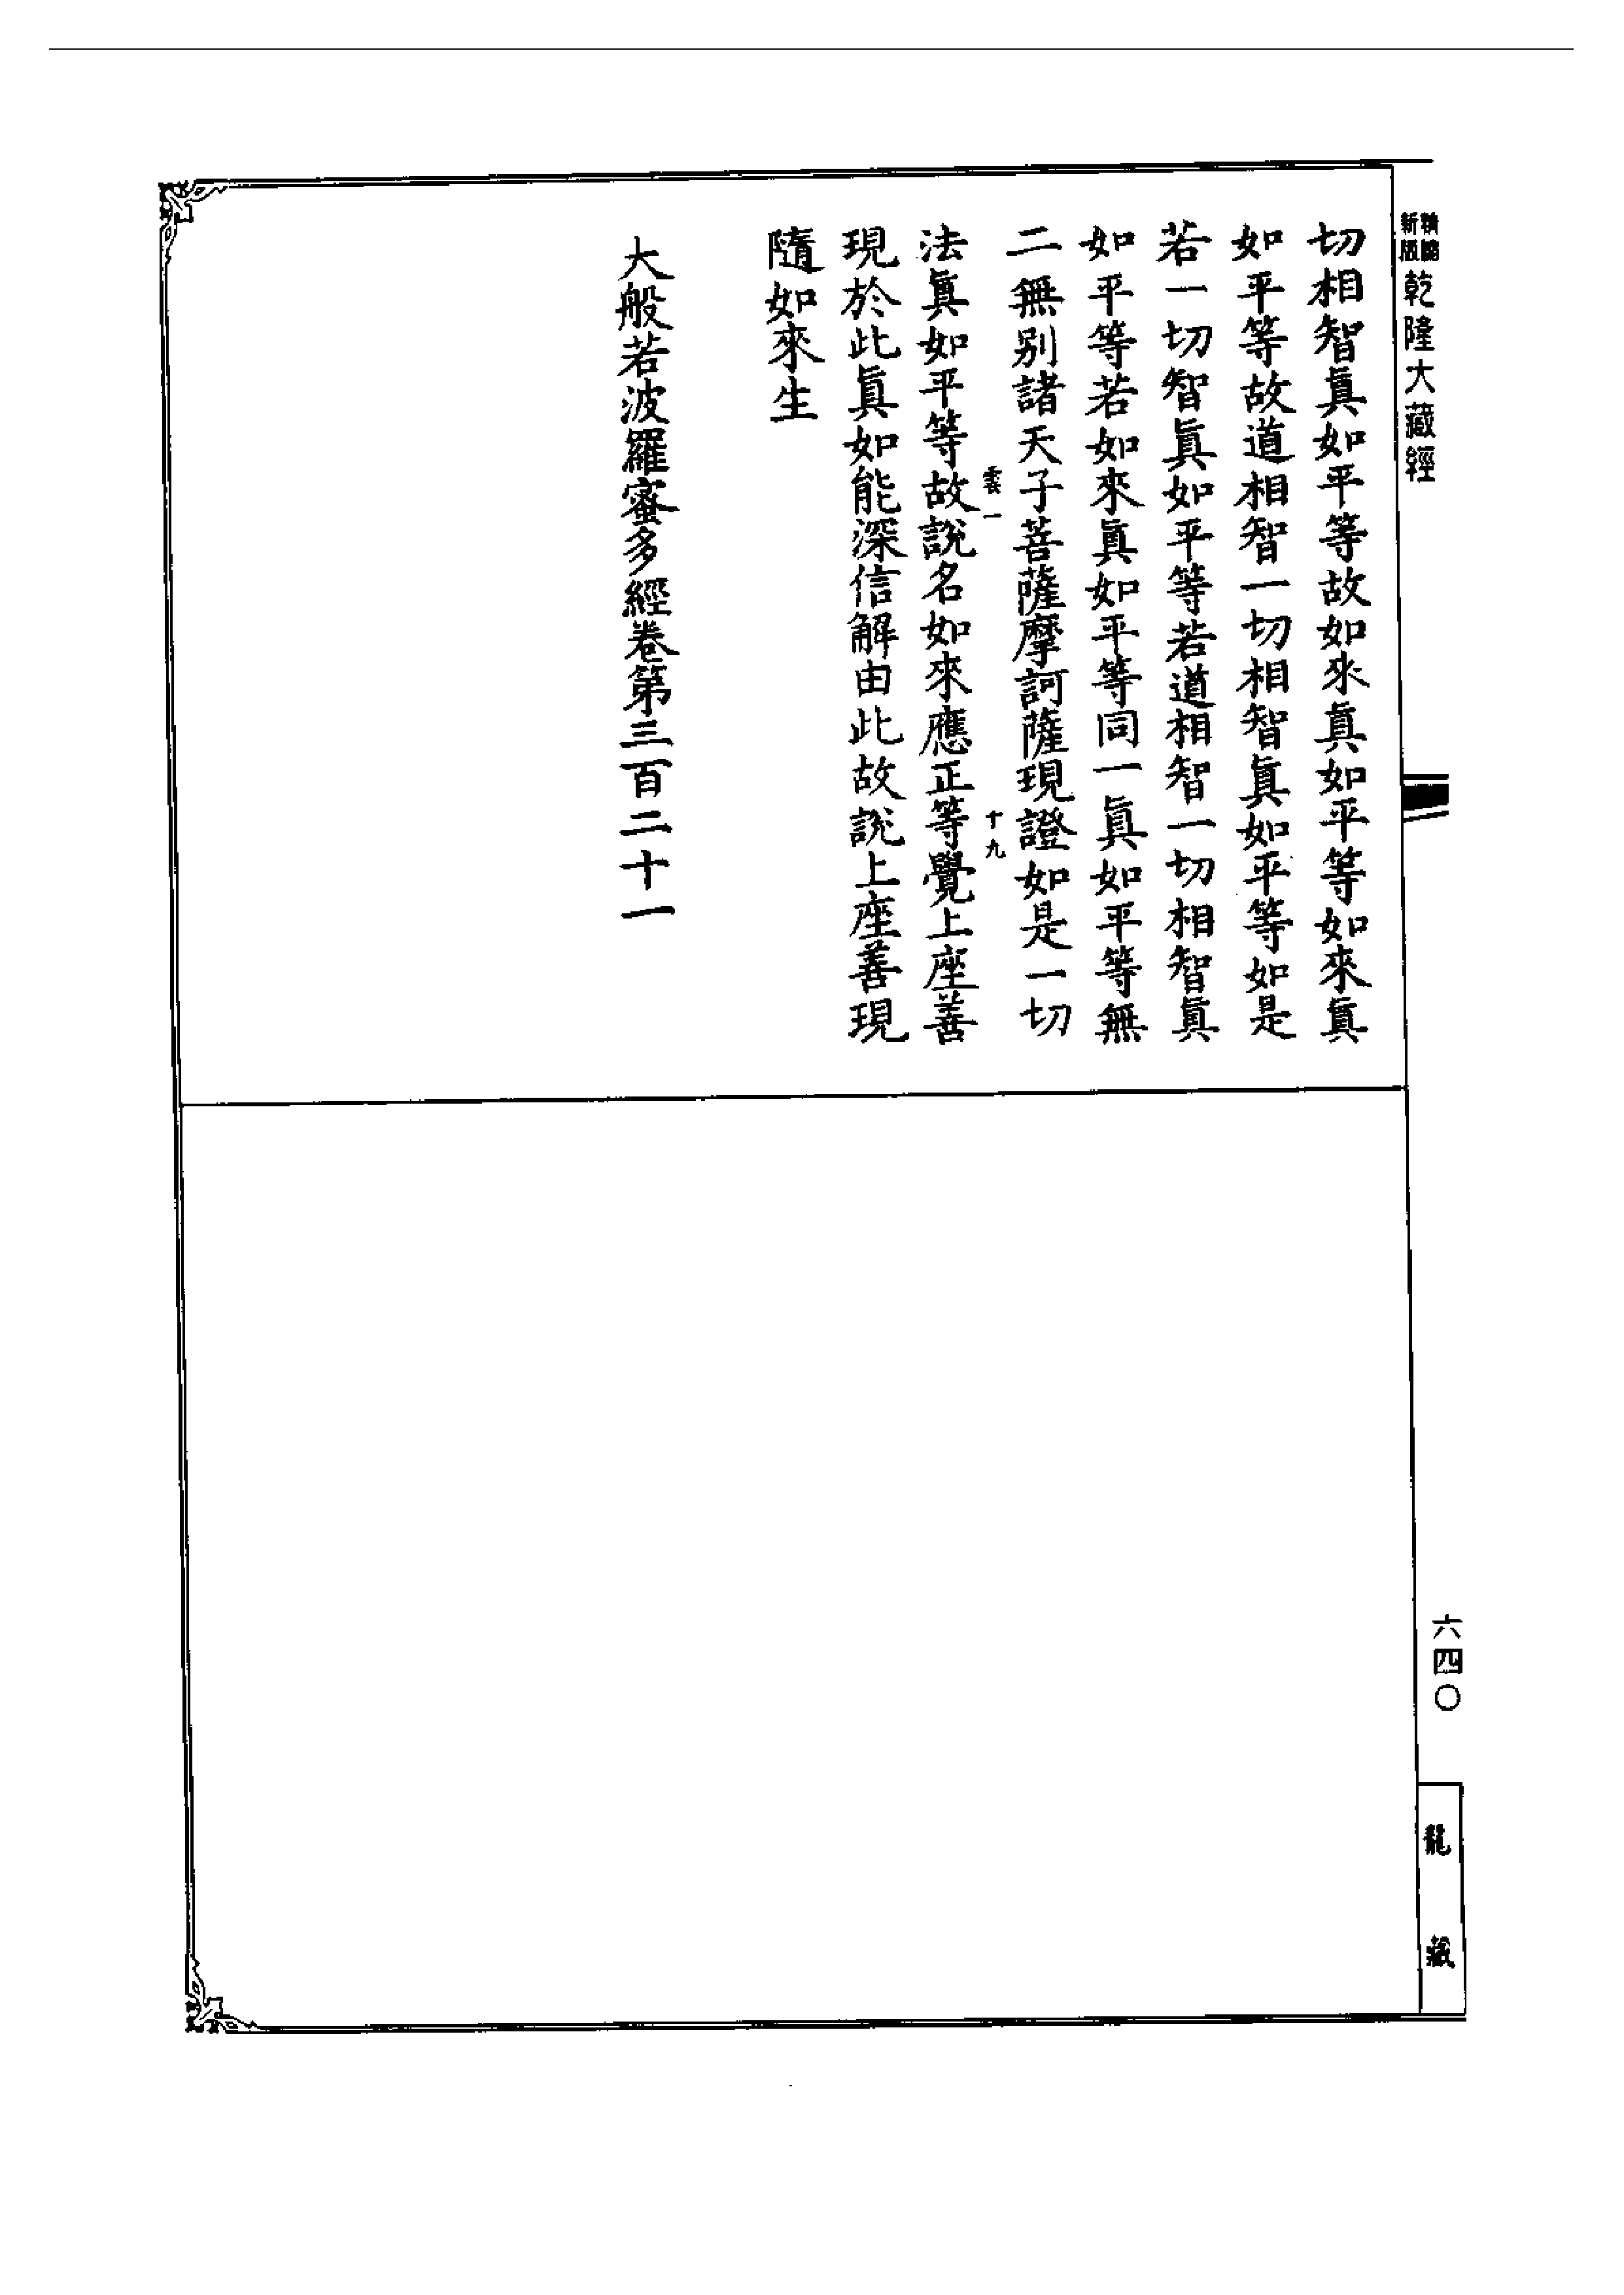 新版精縮乾隆大藏經
切相智眞如平等故如來眞如平等如來眞
如平等故道相智一切相智眞如平等如是
若一切智眞如平等若道相智一切相智眞
如平等若如來眞如平等同一眞如平等無
二無別諸天子菩薩摩訶薩現證如是一切
雲一 十九
法眞如平等故說名如來應正等覺上座善
現於此眞如能深信解由此故說上座善現
隨如來生
大般若波羅蜜多經卷第三百二十一
六四〇
龍藏